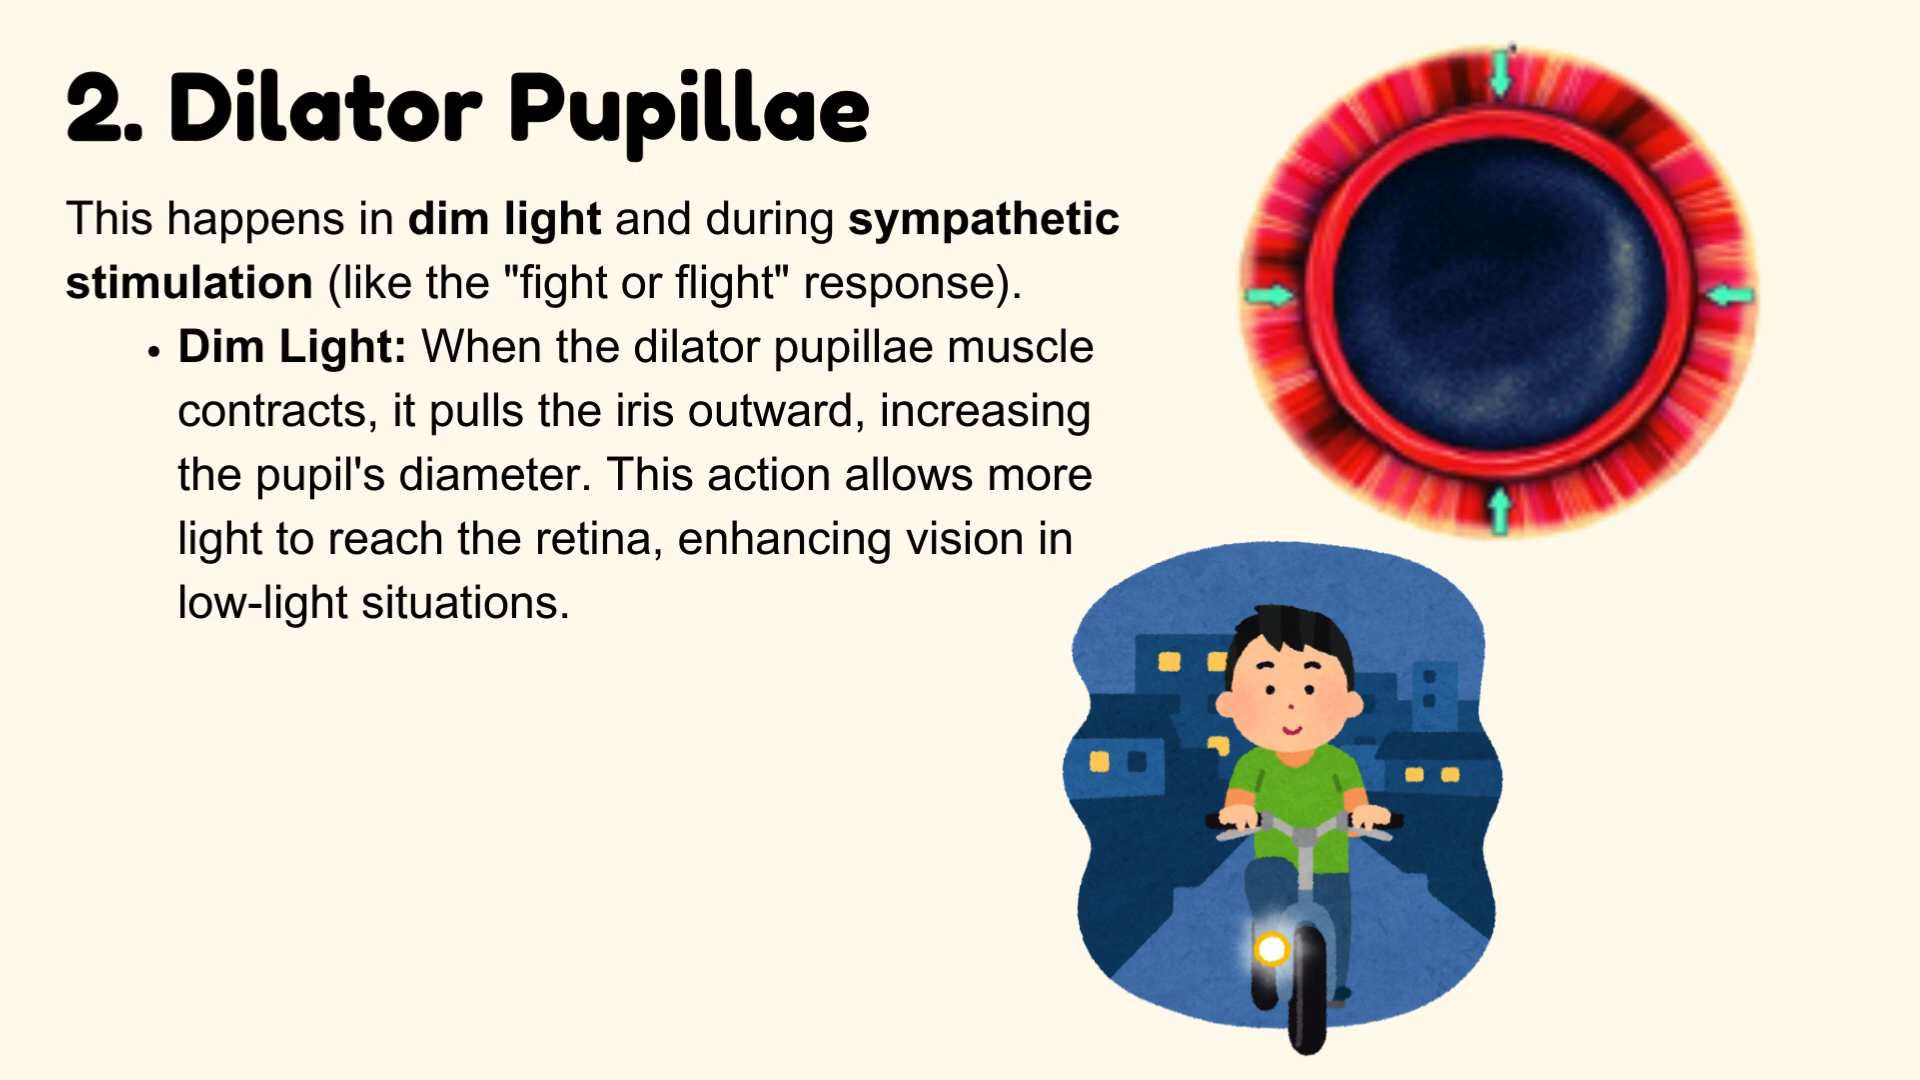 2. Dilator Pupillae
This happens in dim light and during sympathetic
stimulation (like the "fight or flight" response).
• Dim Light: When the dilator pupillae muscle
contracts, it pulls the iris outward, increasing
the pupil's diameter. This action allows more
light to reach the retina, enhancing vision in
low-light situations.